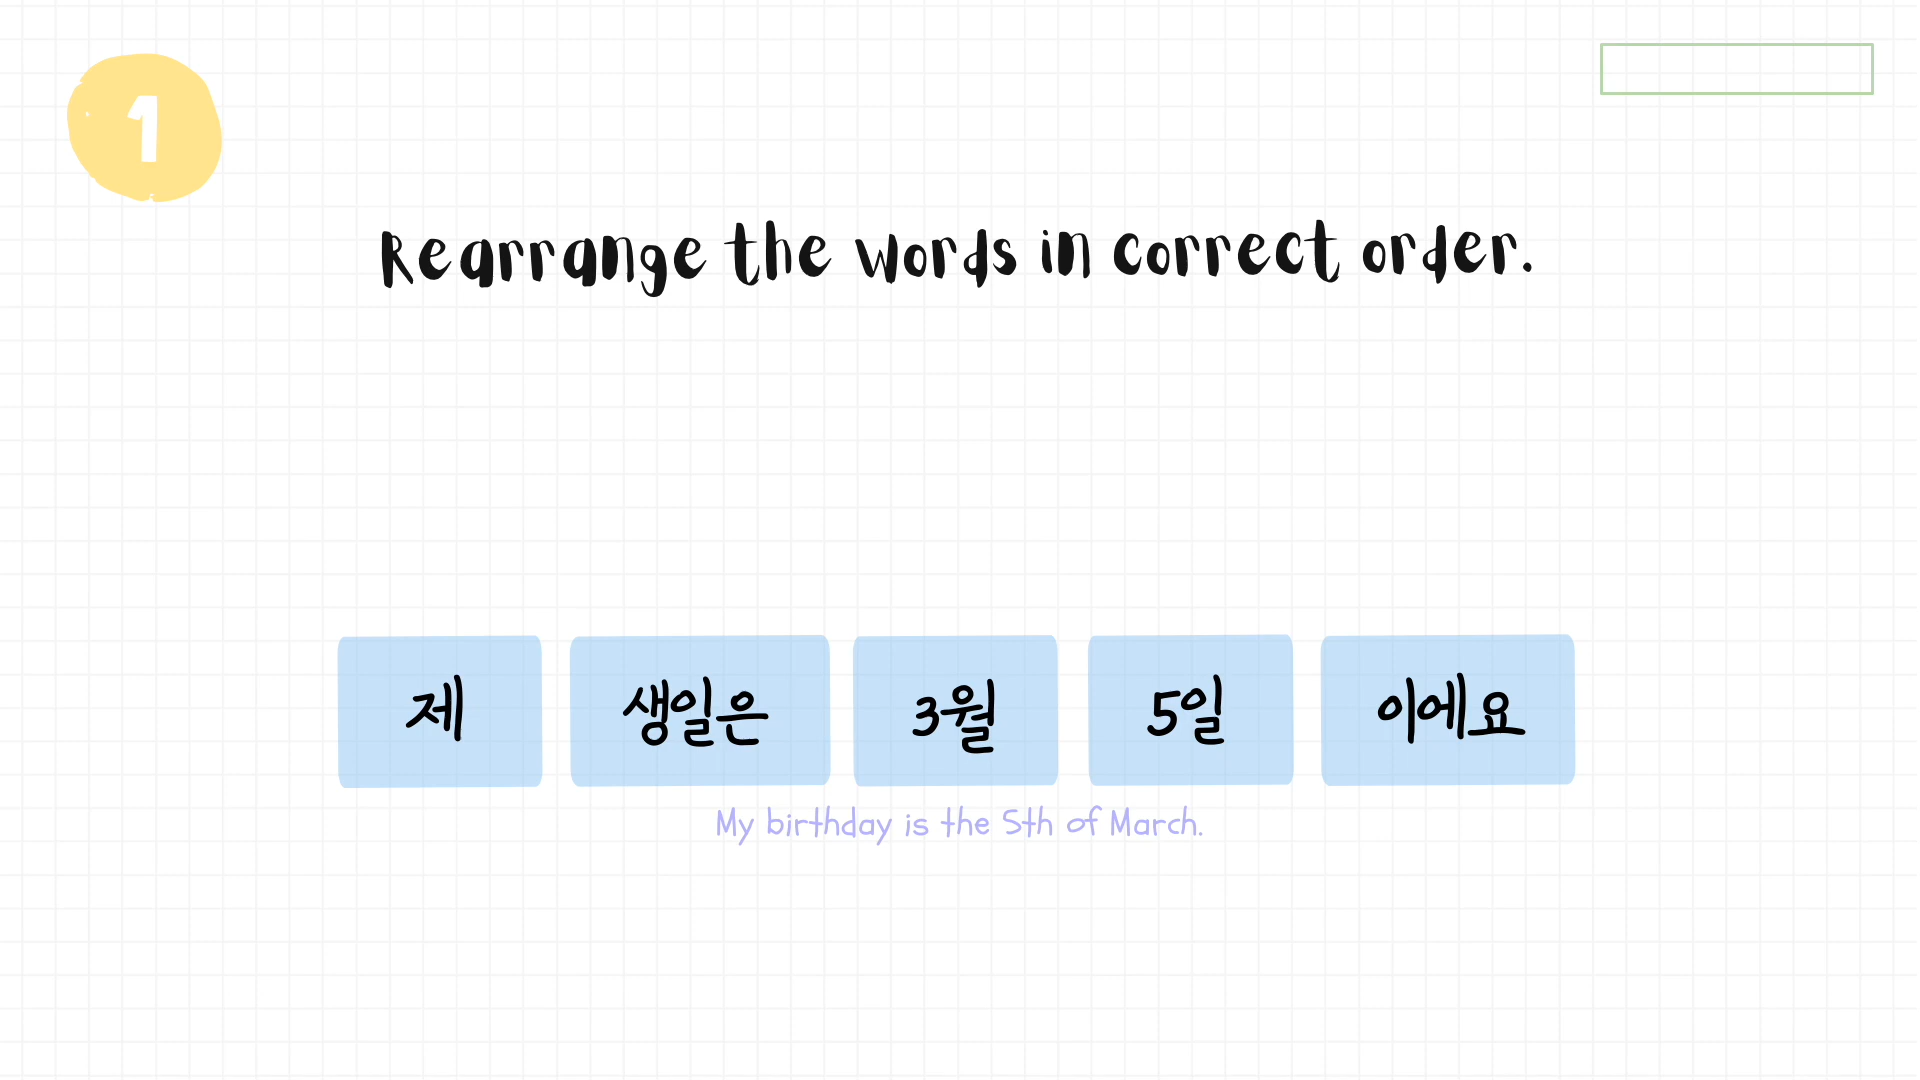 1
Rearrange the words in correct order.
제 생일은 3월 5일 이에요
My birthday is the 5th of March.